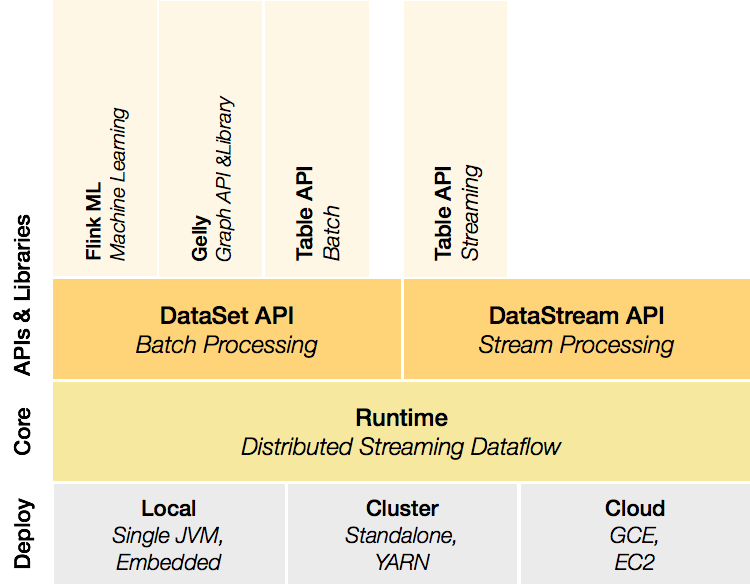 Flink ML
Machine Learning
Gelly
Graph API &Library
Table API
Batch
Table API
Streaming
APIs & Libraries
DataSet API
Batch Processing
DataStream API
Stream Processing
Core
Runtime
Distributed Streaming Dataflow
Deploy
Local
Single JVM,
Embedded
Cluster
Standalone,
YARN
Cloud
GCE,
EC2